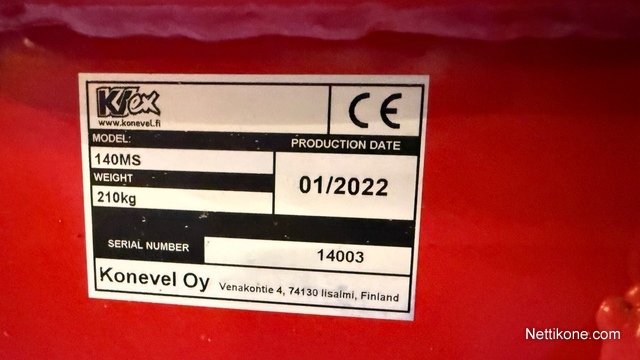 KVex
www.konevel.fi
CE
MODEL:
140MS
WEIGHT
210kg
PRODUCTION DATE
01/2022
SERIAL NUMBER
14003
Konevel Oy Venakontie 4, 74130 Iisalmi, Finland
Nettikone.com